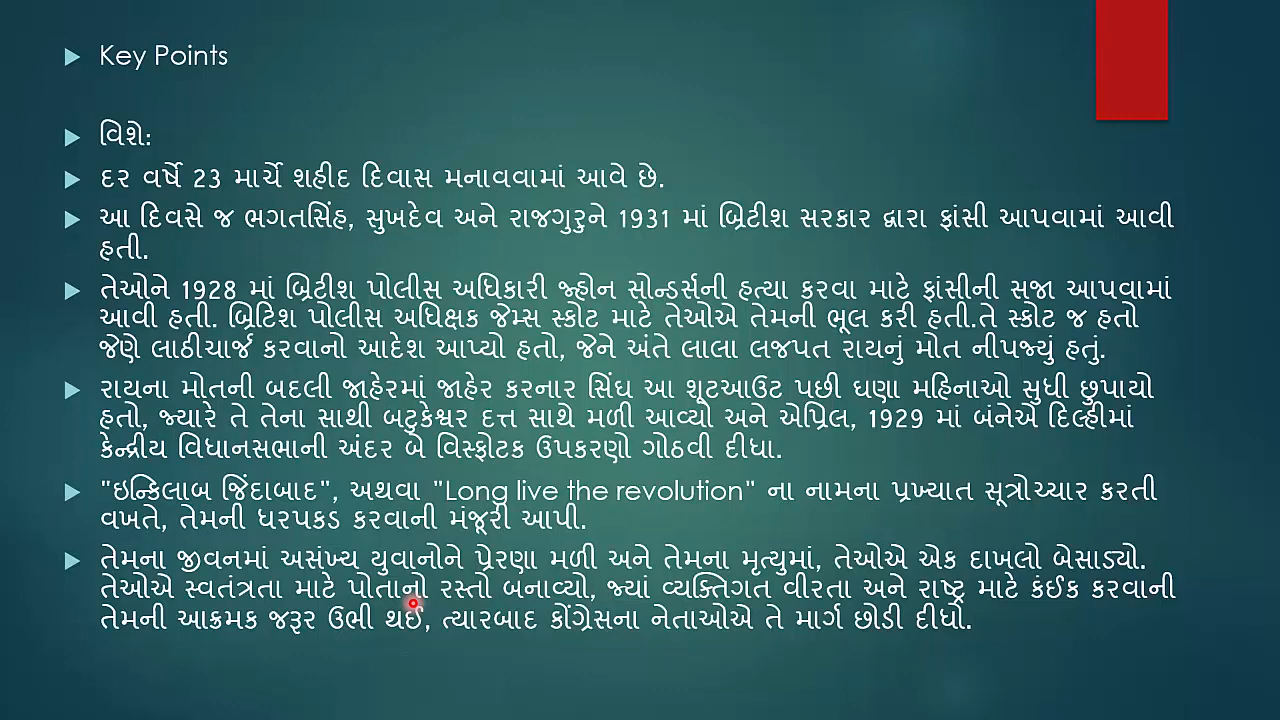 Key Points
વિશે:
દર વર્ષે 23 માર્ચે શહીદ દિવાસ મનાવવામાં આવે છે.
આ દિવસે જ ભગતસિંહ, સુખદેવ અને રાજગુરુને 1931 માં બ્રિટીશ સરકાર દ્વારા ફાંસી આપવામાં આવી
હતી.
તેઓને 1928 માં બ્રિટીશ પોલીસ અધિકારી જ્હોન સોન્ડર્સની હત્યા કરવા માટે ફાંસીની સજા આપવામાં
આવી હતી. બ્રિટિશ પોલીસ અધિક્ષક જેમ્સ સ્કોટ માટે તેઓએ તેમની ભૂલ કરી હતી.તે સ્કોટ જ હતો
જેણે લાઠીચાર્જ કરવાનો આદેશ આપ્યો હતો, જેને અંતે લાલા લજપત રાયનું મોત નીપજ્યું હતું.
રાયના મોતની બદલી જાહેરમાં જાહેર કરનાર સિંઘ આ શૂટઆઉટ પછી ઘણા મહિનાઓ સુધી છુપાયો
હતો, જ્યારે તે તેના સાથી બટુકેશ્વર દત્ત સાથે મળી આવ્યો અને એપ્રિલ, 1929 માં બંનેએ દિલ્હીમાં
કેન્દ્રીય વિધાનસભાની અંદર બે વિસ્ફોટક ઉપકરણો ગોઠવી દીધા.
"ઇન્કિલાબ જિંદાબાદ", અથવા "Long live the revolution" ના નામના પ્રખ્યાત સૂત્રોચ્ચાર કરતી
વખતે, તેમની ધરપકડ કરવાની મંજૂરી આપી.
તેમના જીવનમાં અસંખ્ય યુવાનોને પ્રેરણા મળી અને તેમના મૃત્યુમાં, તેઓએ એક દાખલો બેસાડ્યો.
તેઓએ સ્વતંત્રતા માટે પોતાનો રસ્તો બનાવ્યો, જ્યાં વ્યક્તિગત વીરતા અને રાષ્ટ્ર માટે કંઈક કરવાની
તેમની આક્રમક જરૂર ઉભી થઈ, ત્યારબાદ કોંગ્રેસના નેતાઓએ તે માર્ગ છોડી દીધો.